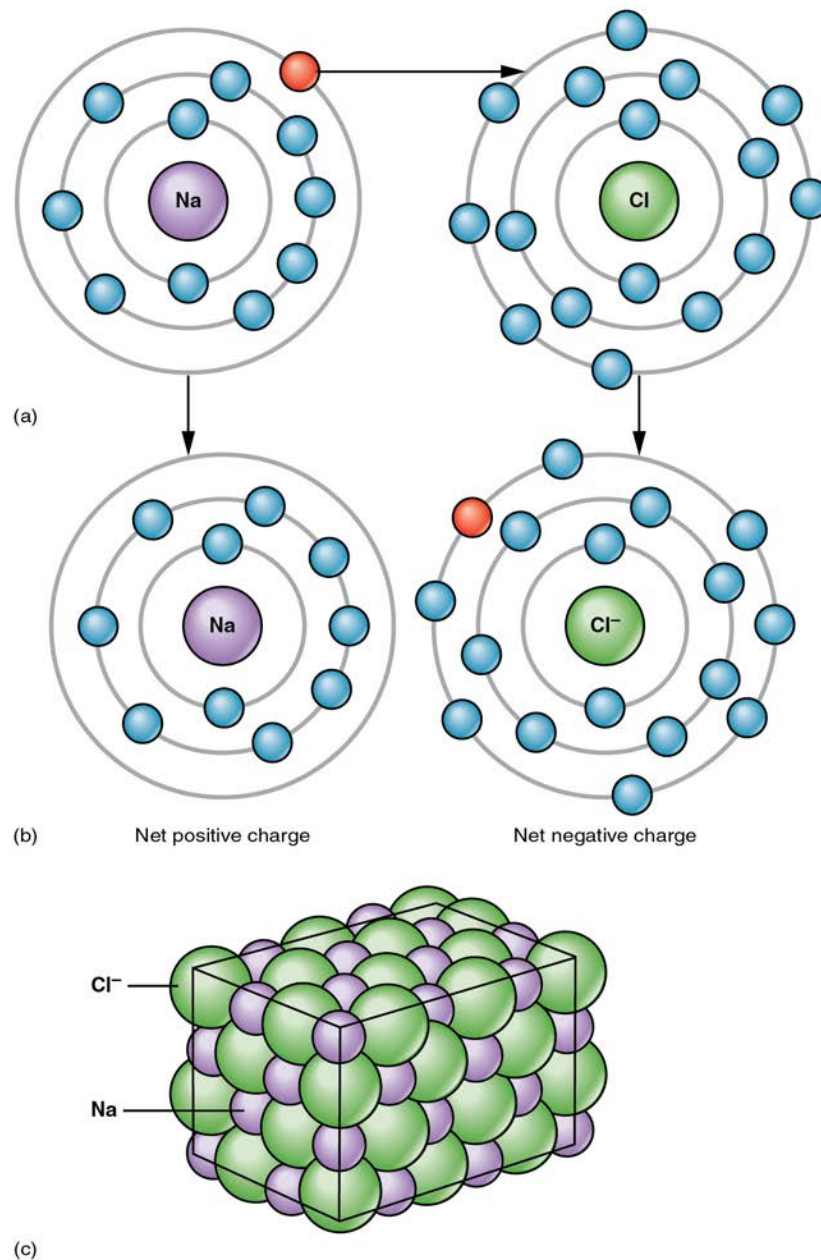 Na
Cl
(a)
Na
Cl⁻
(b)
Net positive charge
Net negative charge
Cl⁻
Na
(c)